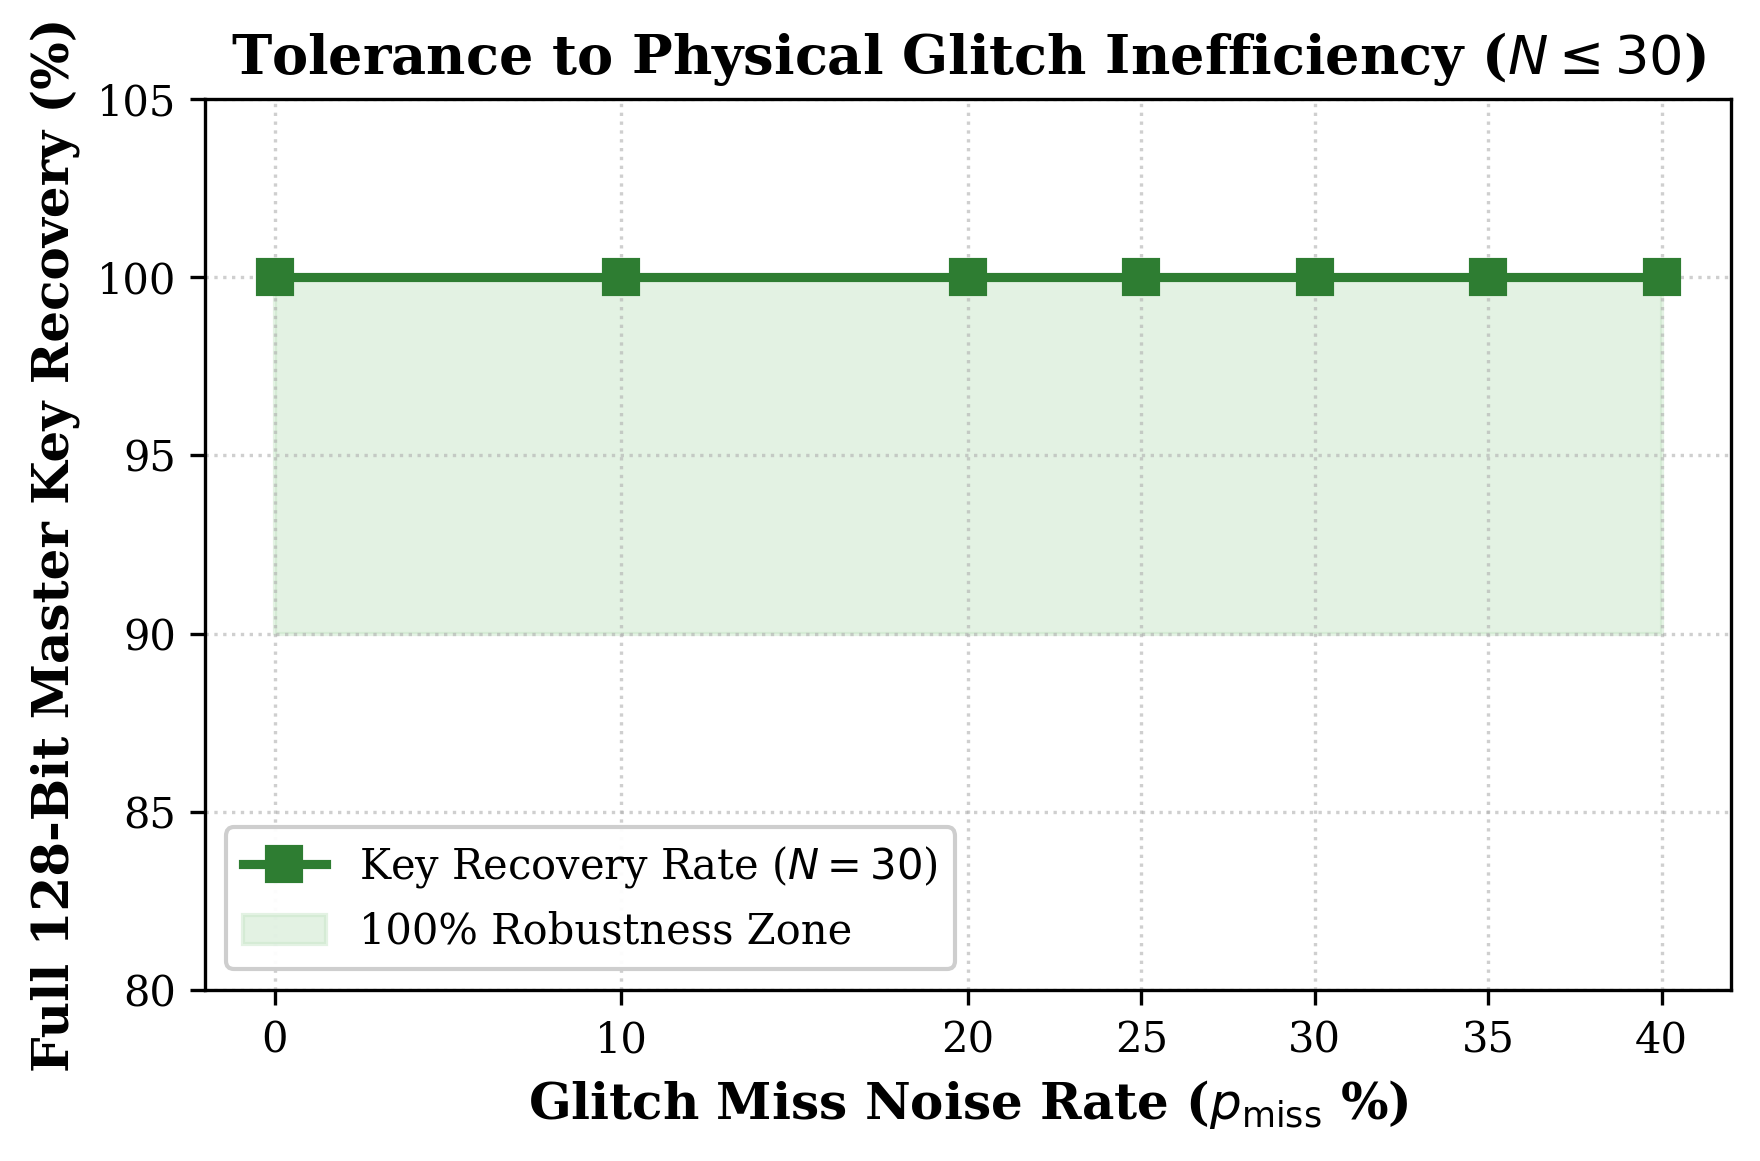 Tolerance to Physical Glitch Inefficiency (N ≤ 30)
Full 128-Bit Master Key Recovery (%)
105
100
95
90
85
80
Key Recovery Rate (N = 30)
100% Robustness Zone
0 10 20 25 30 35 40
Glitch Miss Noise Rate (p_miss %)